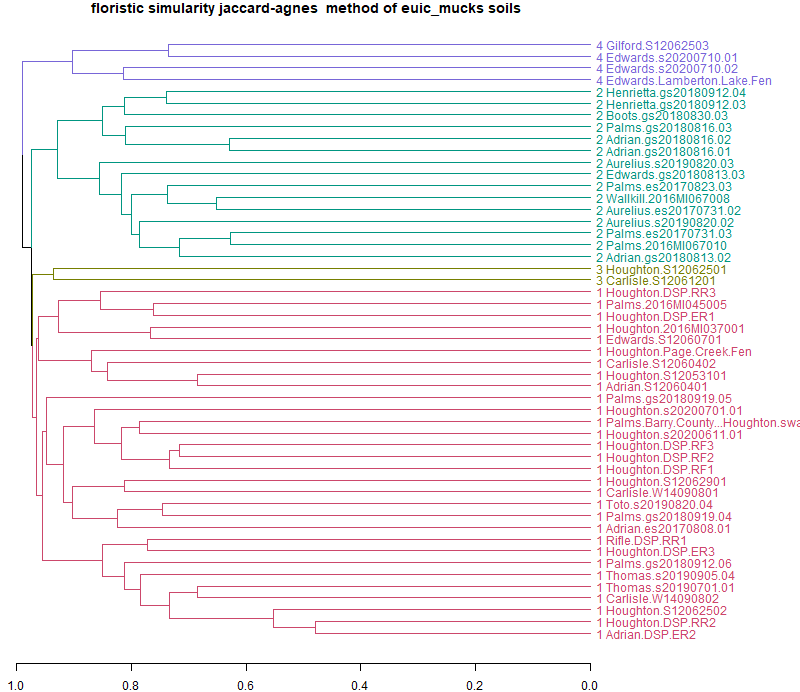 floristic simularity jaccard-agnes method of euic_mucks soils
4 Gilford.S12062503
4 Edwards.s20200710.01
4 Edwards.s20200710.02
4 Edwards.Lamberton.Lake.Fen
2 Henrietta.gs20180912.04
2 Henrietta.gs20180912.03
2 Boots.gs20180830.03
2 Palms.gs20180816.03
2 Adrian.gs20180816.02
2 Adrian.gs20180816.01
2 Aurelius.s20190820.03
2 Edwards.gs20180813.03
2 Palms.es20170823.03
2 Wallkill.2016MI067008
2 Aurelius.es20170731.02
2 Aurelius.s20190820.02
2 Palms.es20170731.03
2 Palms.2016MI067010
2 Adrian.gs20180813.02
3 Houghton.S12062501
3 Carlisle.S12061201
1 Houghton.DSP.RR3
1 Palms.2016MI045005
1 Houghton.DSP.ER1
1 Houghton.2016MI037001
1 Edwards.S12060701
1 Houghton.Page.Creek.Fen
1 Carlisle.S12060402
1 Houghton.S12053101
1 Adrian.S12060401
1 Palms.gs20180919.05
1 Houghton.s20200701.01
1 Palms.Barry.County...Houghton.swa
1 Houghton.s20200611.01
1 Houghton.DSP.RF3
1 Houghton.DSP.RF2
1 Houghton.DSP.RF1
1 Houghton.S12062901
1 Carlisle.W14090801
1 Toto.s20190820.04
1 Palms.gs20180919.04
1 Adrian.es20170808.01
1 Rifle.DSP.RR1
1 Houghton.DSP.ER3
1 Palms.gs20180912.06
1 Thomas.s20190905.04
1 Thomas.s20190701.01
1 Carlisle.W14090802
1 Houghton.S12062502
1 Houghton.DSP.RR2
1 Adrian.DSP.ER2
1.0 0.8 0.6 0.4 0.2 0.0